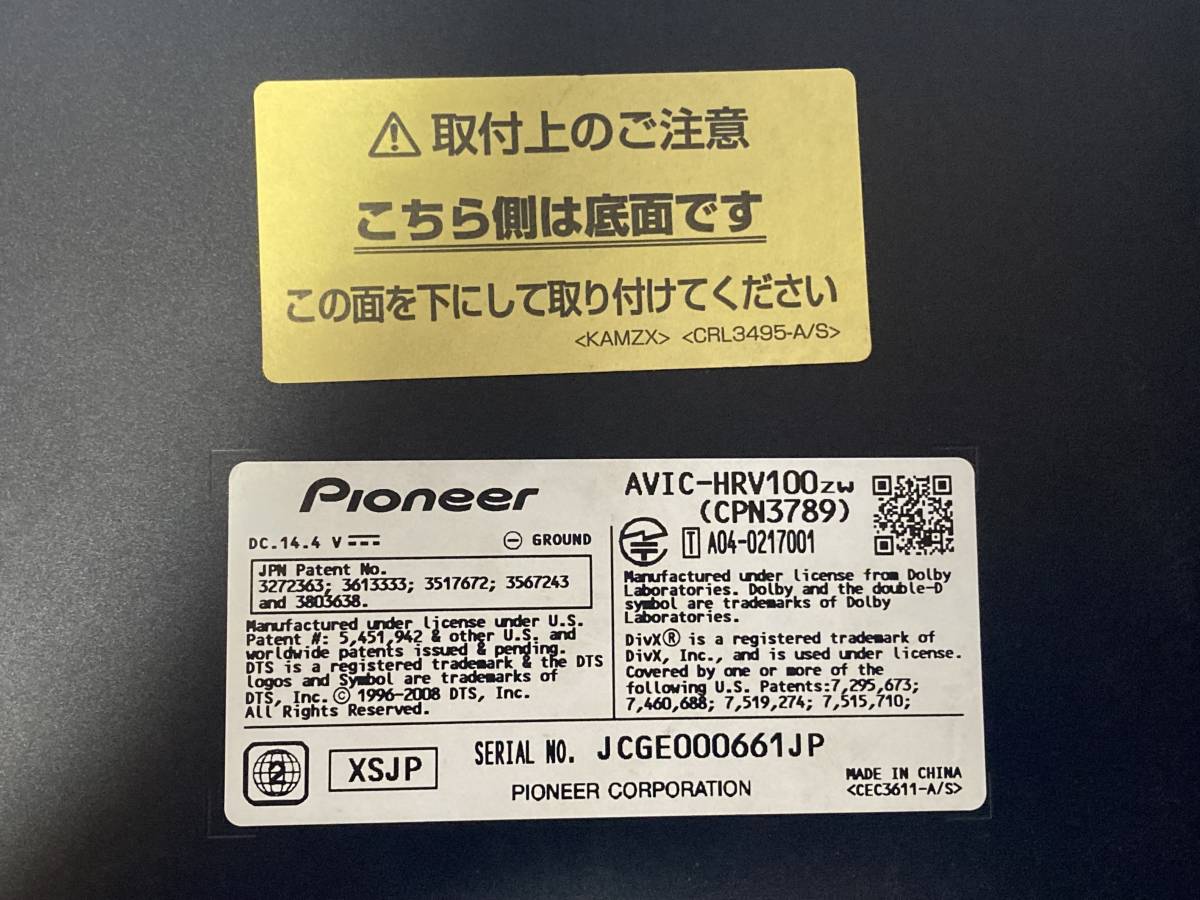 ⚠ 取付上のご注意
こちら側は底面です
この面を下にして取り付けてください
<KAMZX> <CRL3495-A/S>
Pioneer
DC.14.4 V
GROUND
JPN Patent No.
3272363; 3613333; 3517672; 3567243
and 3803638.
Manufactured under license under U.S.
Patent #: 5,451,942 & other U.S. and
worldwide patents issued & pending.
DTS is a registered trademark & the DTS
logos and Symbol are trademarks of
DTS, Inc. © 1996-2008 DTS, Inc.
All Rights Reserved.
AVIC-HRV100zw
(CPN3789)
T A04-0217001
Manufactured under license from Dolby
Laboratories. Dolby and the double-D
symbol are trademarks of Dolby
Laboratories.
DivX® is a registered trademark of
DivX, Inc., and is used under license.
Covered by one or more of the
following U.S. Patents:7,295,673;
7,460,688; 7,519,274; 7,515,710;
2
XSJP
SERIAL NO. JCGE000661JP
PIONEER CORPORATION
MADE IN CHINA
<CEC3611-A/S>